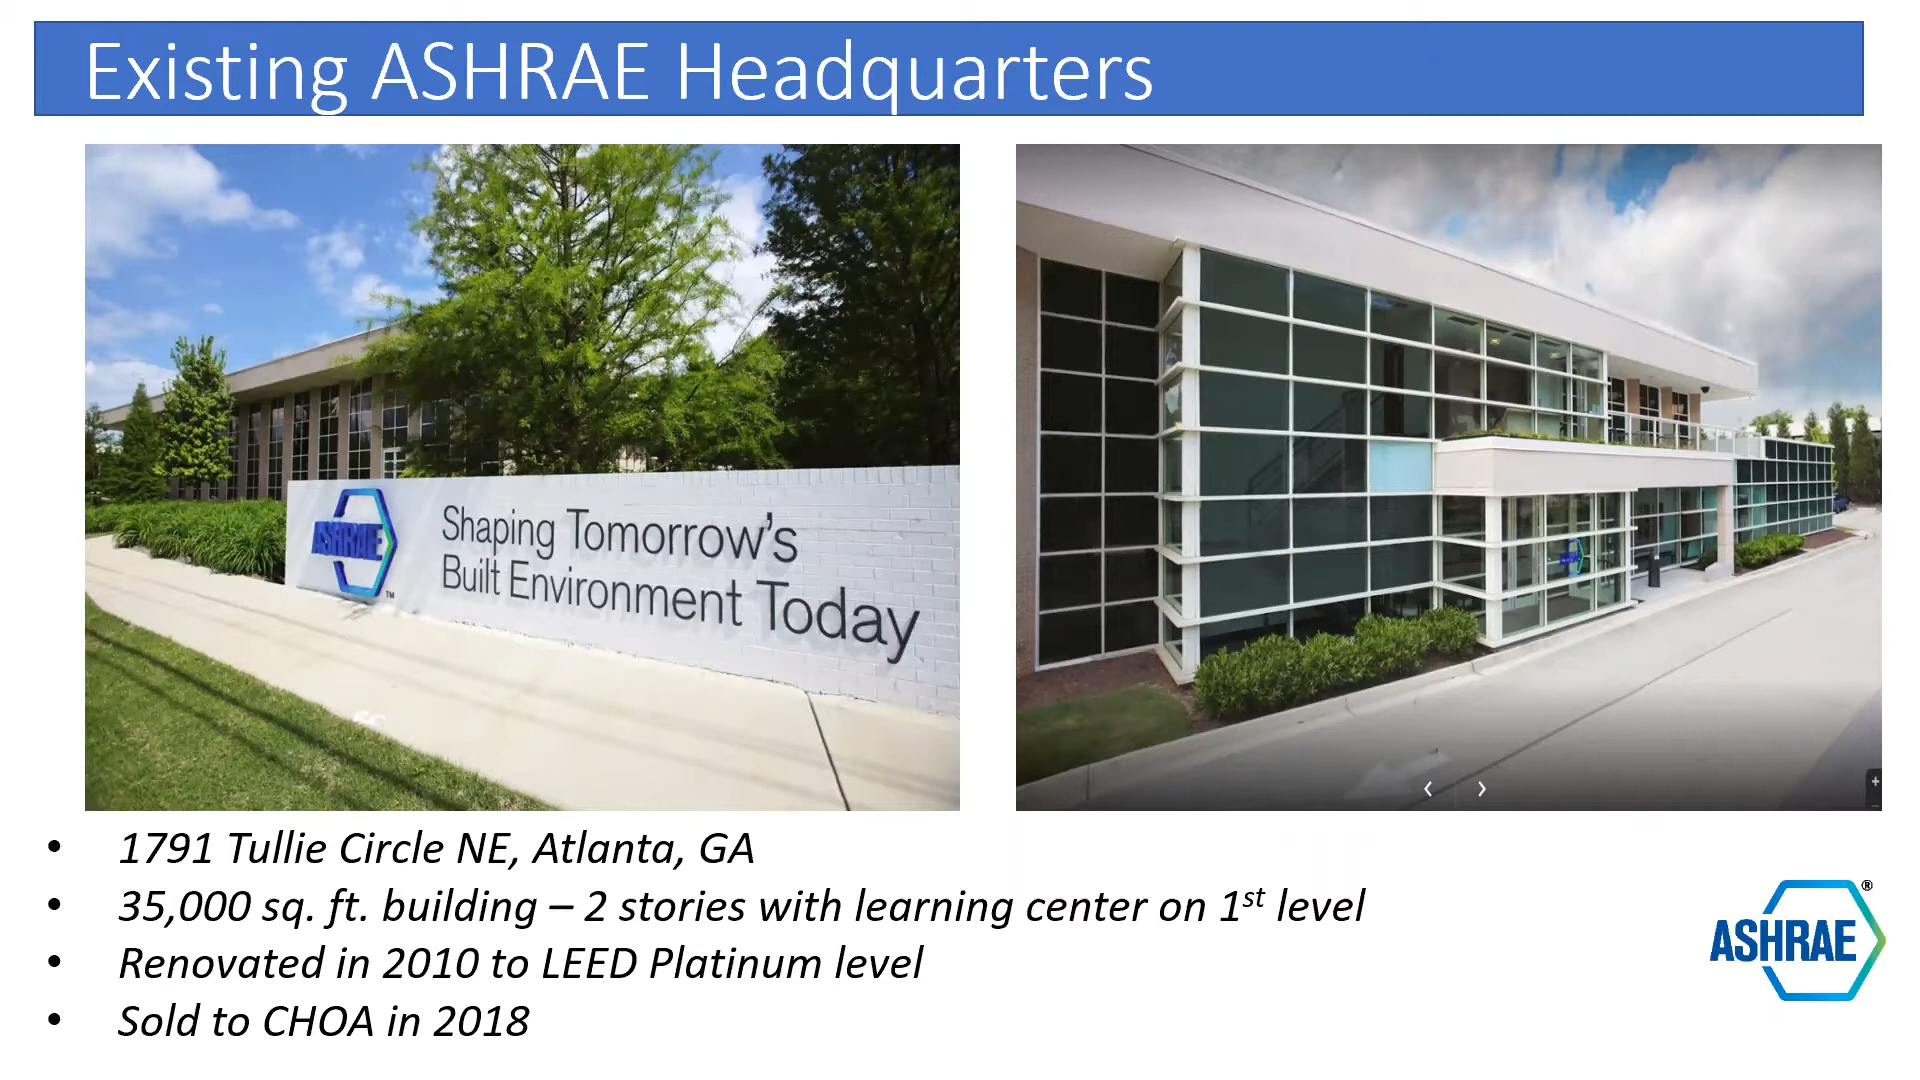 Existing ASHRAE Headquarters
ASHRAE
™
Shaping Tomorrow's
Built Environment Today
• 1791 Tullie Circle NE, Atlanta, GA
• 35,000 sq. ft. building – 2 stories with learning center on 1st level
• Renovated in 2010 to LEED Platinum level
• Sold to CHOA in 2018
ASHRAE®